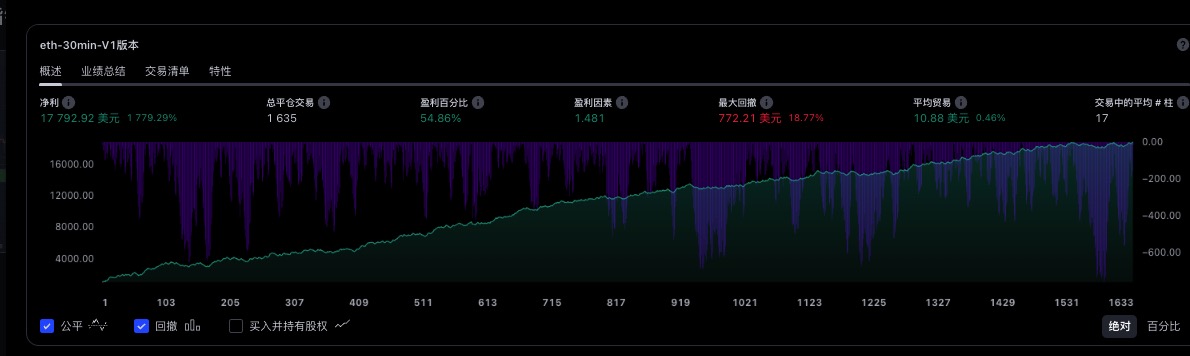 eth-30min-V1版本
概述 业绩总结 交易清单 特性
净利 总平仓交易 盈利百分比 盈利因素 最大回撤 平均贸易 交易中的平均 # 柱
17 792.92 美元 1 779.29% 1 635 54.86% 1.481 772.21 美元 18.77% 10.88 美元 0.46% 17
0.00
16000.00
−200.00
12000.00
−400.00
8000.00
−600.00
4000.00
1 103 205 307 409 511 613 715 817 919 1021 1123 1225 1327 1429 1531 1633
公平 回撤 买入并持有股权 绝对 百分比